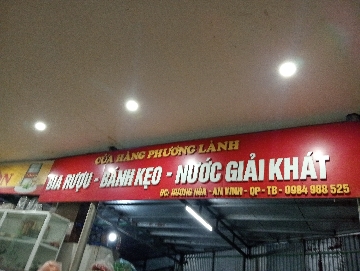 CỬA HÀNG PHƯƠNG LÀNH
BIA RƯỢU - BÁNH KẸO - NƯỚC GIẢI KHÁT
ĐC: HƯƠNG HÒA - AN NINH - QP - TB - 0984 988 525